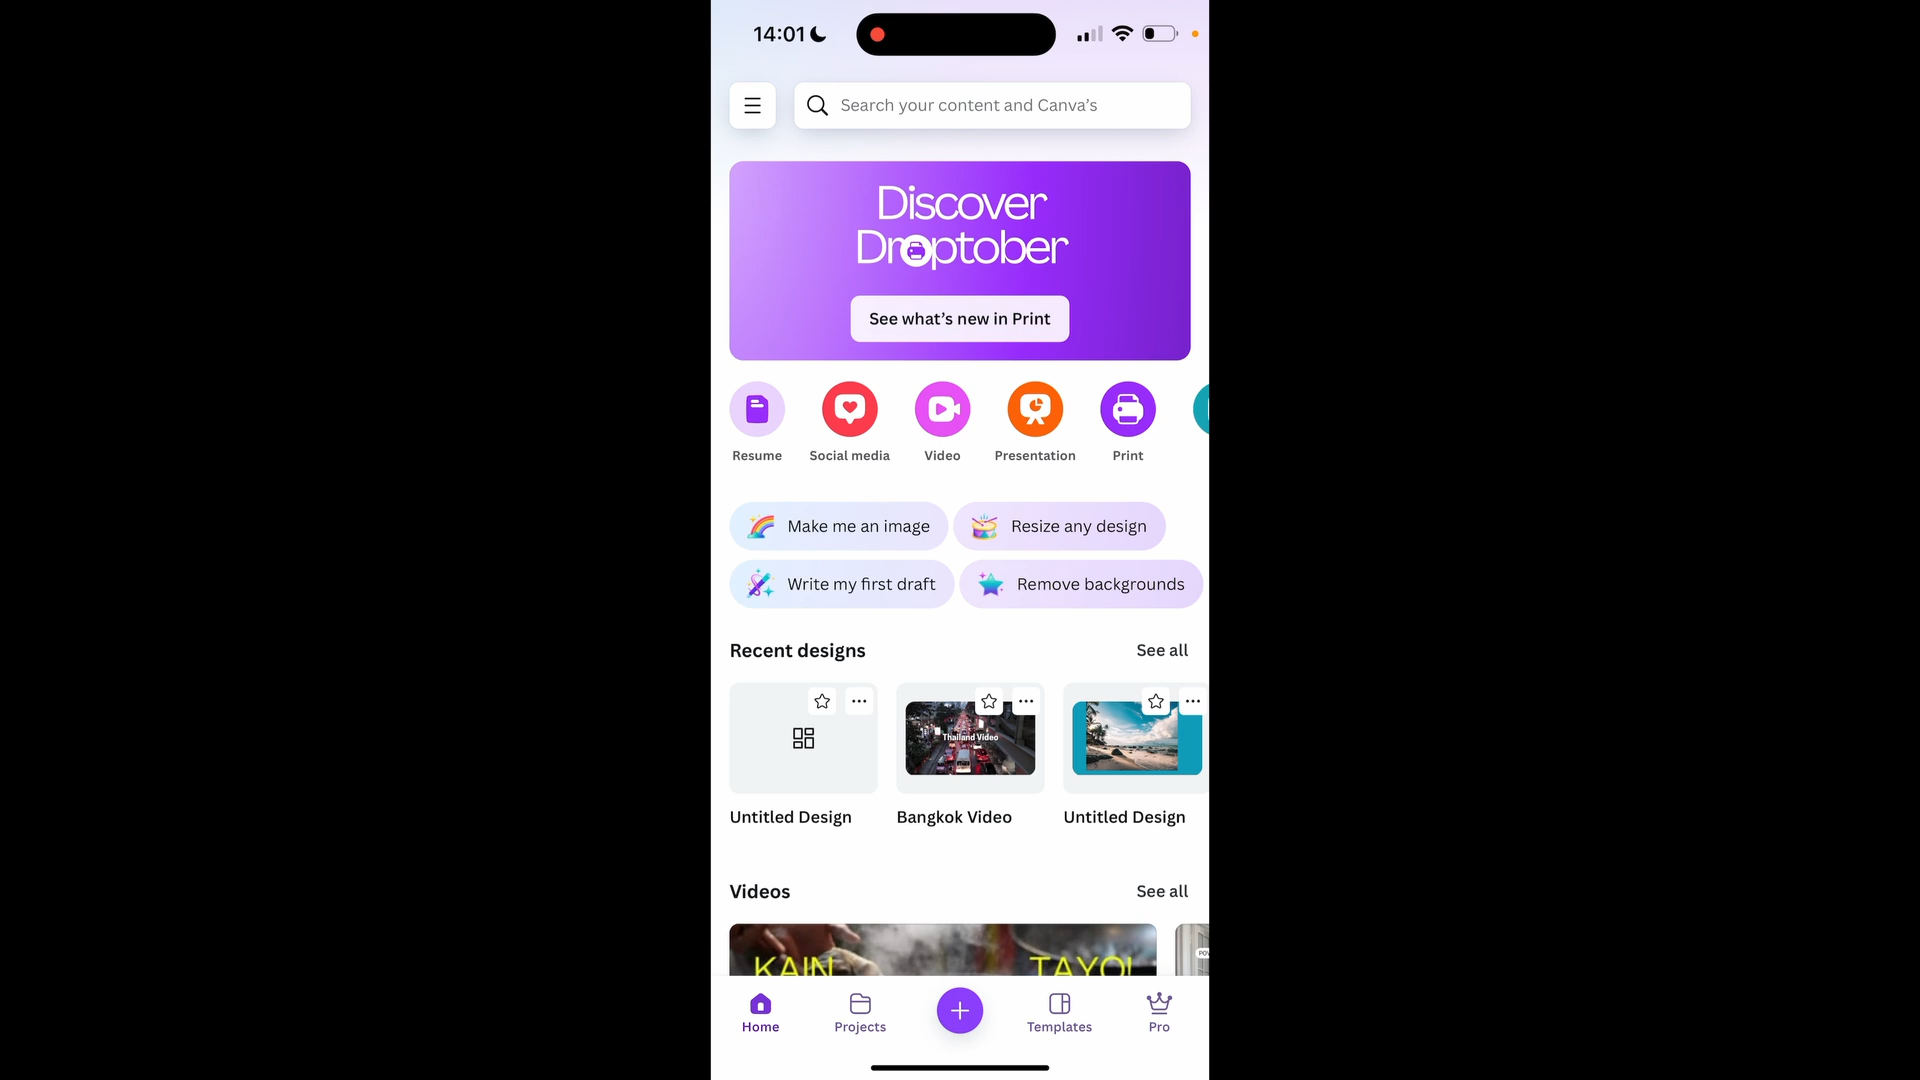 14:01
Search your content and Canva’s
Discover
Droptober
See what’s new in Print
Resume
Social media
Video
Presentation
Print
Make me an image
Resize any design
Write my first draft
Remove backgrounds
Recent designs
See all
Thailand Video
Untitled Design
Bangkok Video
Untitled Design
Videos
See all
KAIN
TAYO!
Home
Projects
Templates
Pro